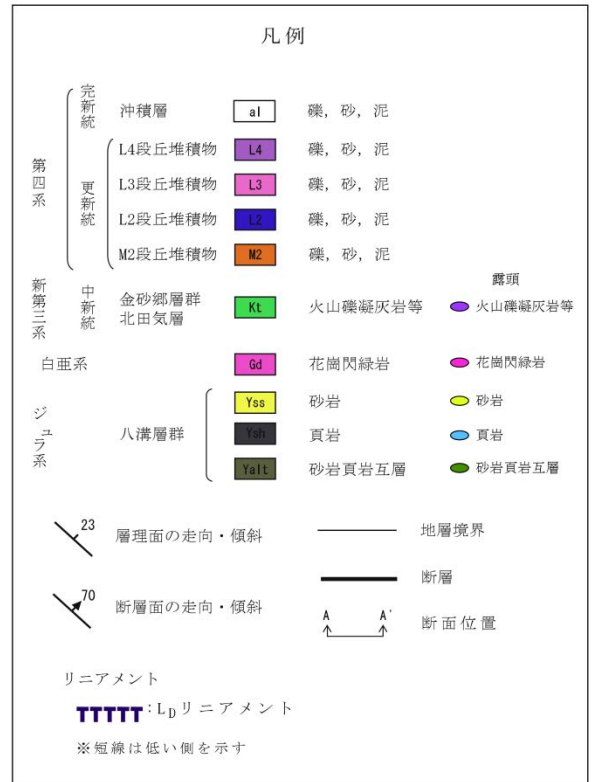 凡例
第四系
完新統
沖積層 al 礫, 砂, 泥
更新統
L4段丘堆積物 L4 礫, 砂, 泥
L3段丘堆積物 L3 礫, 砂, 泥
L2段丘堆積物 L2 礫, 砂, 泥
M2段丘堆積物 M2 礫, 砂, 泥
露頭
新第三系
中新統
金砂郷層群
北田気層
Kt 火山礫凝灰岩等 火山礫凝灰岩等
白亜系 Gd 花崗閃緑岩 花崗閃緑岩
ジュラ系
八溝層群
Yss 砂岩 砂岩
Ysh 頁岩 頁岩
Yalt 砂岩頁岩互層 砂岩頁岩互層
23 層理面の走向・傾斜
地層境界
断層
70 断層面の走向・傾斜
A A' 断面位置
リニアメント
:LDリニアメント
※短線は低い側を示す